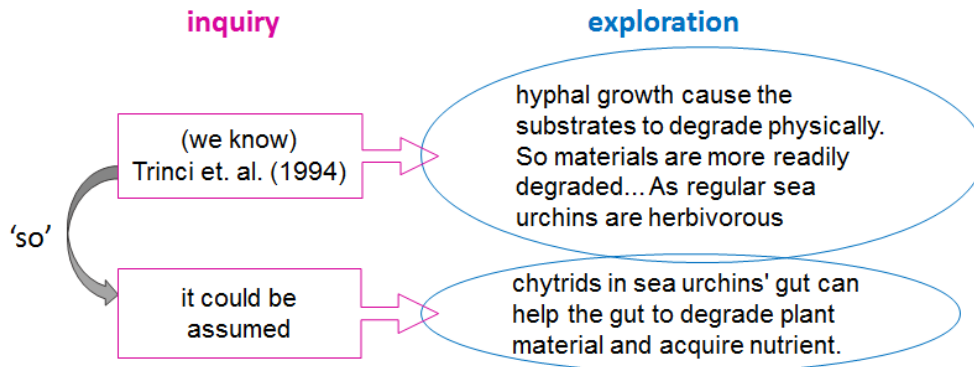 inquiry
exploration
(we know)
Trinci et. al. (1994)
hyphal growth cause the
substrates to degrade physically.
So materials are more readily
degraded... As regular sea
urchins are herbivorous
‘so’
it could be
assumed
chytrids in sea urchins' gut can
help the gut to degrade plant
material and acquire nutrient.